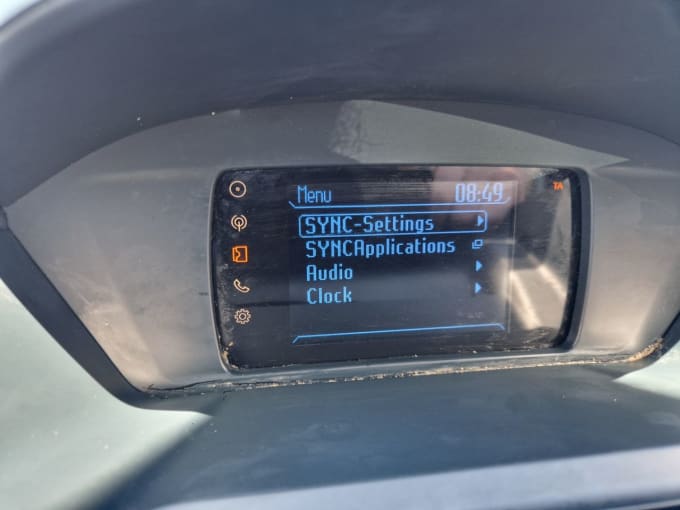 Menu 08:49
TA
SYNC-Settings
SYNCApplications
Audio
Clock